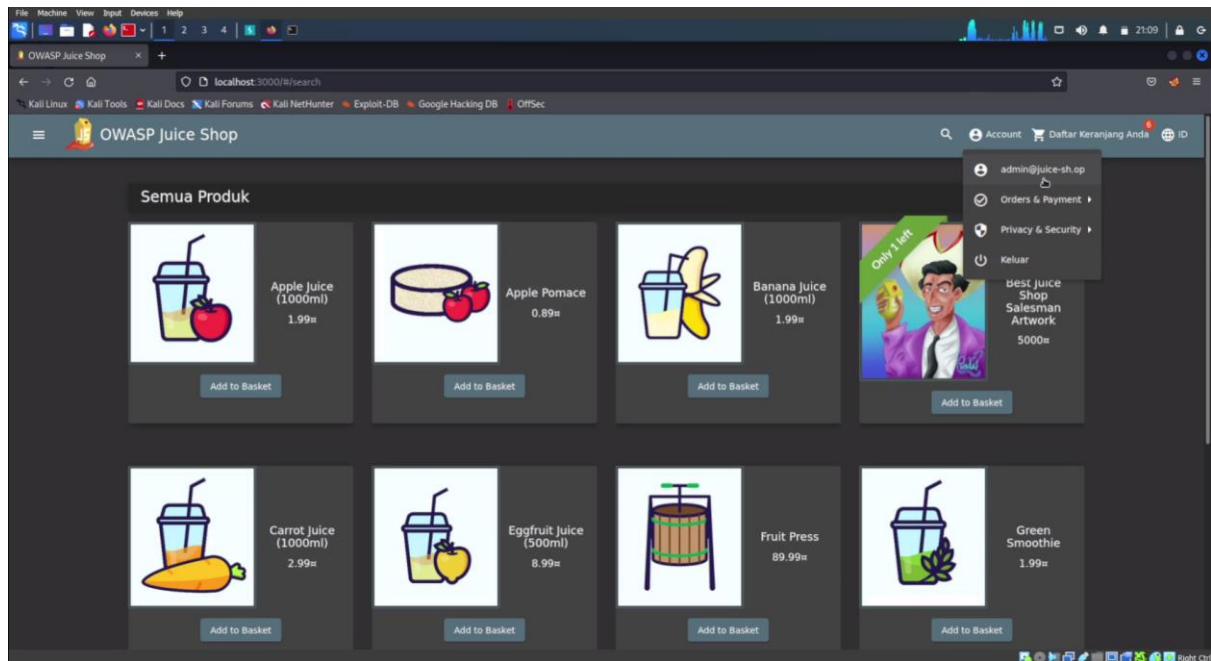 File Machine View Input Devices Help
1 2 3 4 21:09
OWASP Juice Shop × +
localhost:3000/#/search
Kali Linux Kali Tools Kali Docs Kali Forums Kali NetHunter Exploit-DB Google Hacking DB OffSec
OWASP Juice Shop Account Daftar Keranjang Anda 6 ID
admin@juice-sh.op
Orders & Payment
Privacy & Security
Keluar
Semua Produk
Apple Juice
(1000ml)
1.99¤
Add to Basket
Apple Pomace
0.89¤
Add to Basket
Banana Juice
(1000ml)
1.99¤
Add to Basket
Only 1 left
Best Juice
Shop
Salesman
Artwork
5000¤
Add to Basket
Carrot Juice
(1000ml)
2.99¤
Add to Basket
Eggfruit Juice
(500ml)
8.99¤
Add to Basket
Fruit Press
89.99¤
Add to Basket
Green
Smoothie
1.99¤
Add to Basket
Right Ctrl